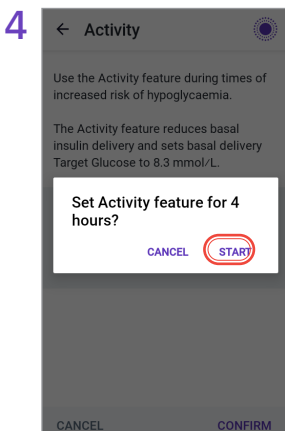 4
← Activity
Use the Activity feature during times of
increased risk of hypoglycaemia.
The Activity feature reduces basal
insulin delivery and sets basal delivery
Target Glucose to 8.3 mmol/L.
Set Activity feature for 4
hours?
CANCEL START
CANCEL CONFIRM